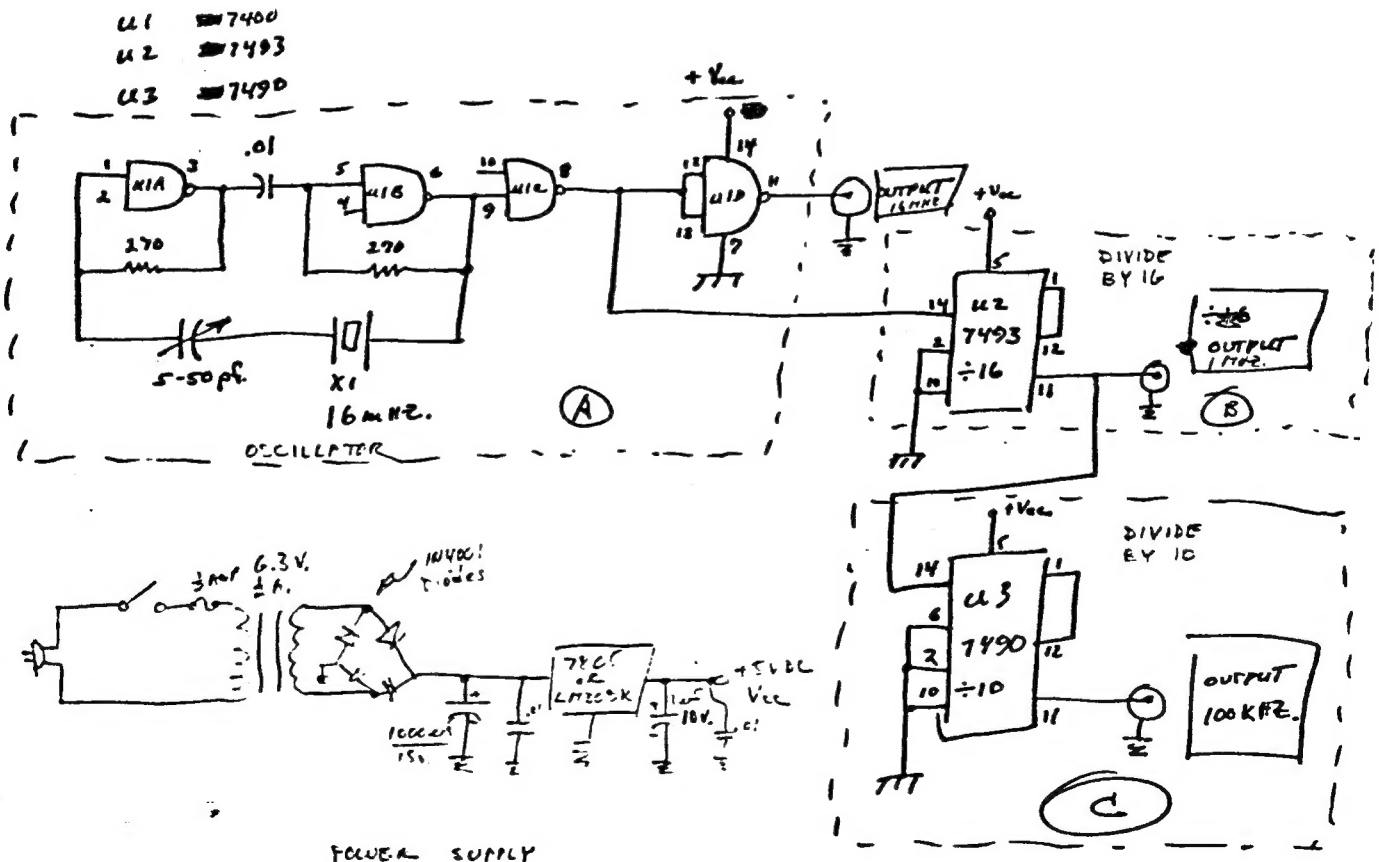 U1 7400
U2 7493
U3 7490
+Vcc
14
1
2
U1A
3
.01
5
4
U1B
6
10
9
U1C
8
12
13
U1D
11
7
OUTPUT
16MHZ
270
270
5-50pf.
X1
16mHZ.
A
OSCILLATOR
+Vcc
5
DIVIDE
BY 16
14
U2
7493
÷16
1
12
2
10
11
OUTPUT
1MHZ.
B
+Vcc
5
DIVIDE
BY 10
14
U3
7490
÷10
1
12
6
2
10
11
OUTPUT
100KHZ.
C
6.3V.
½A.
1N4001
Diodes
OR
+5VDC
Vcc
10V.
POWER SUPPLY